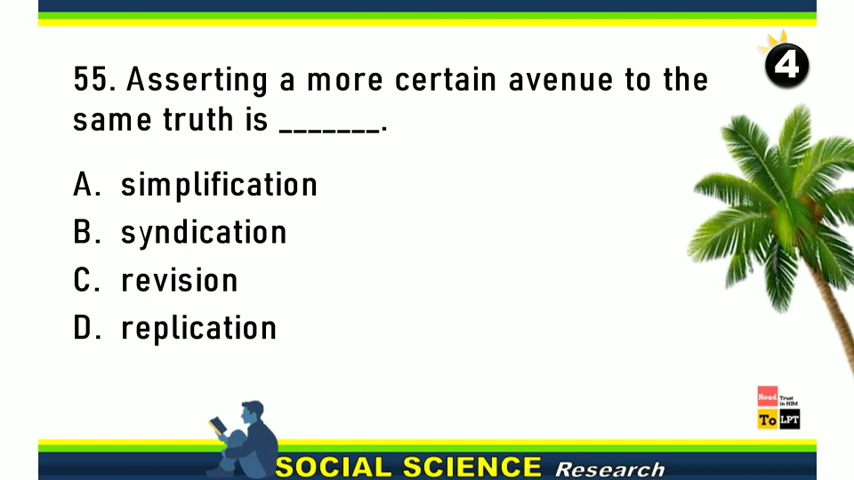 4
55. Asserting a more certain avenue to the
same truth is _______.
A. simplification
B. syndication
C. revision
D. replication
Road Trust
in HIM
To LPT
SOCIAL SCIENCE Research